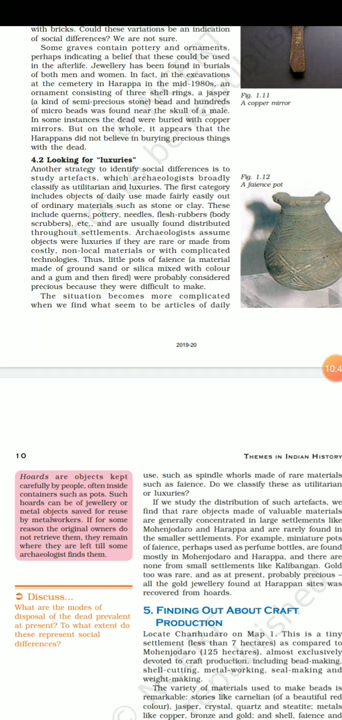 with bricks. Could these variations be an indication
of social differences? We are not sure.
Some graves contain pottery and ornaments,
perhaps indicating a belief that these could be used
in the afterlife. Jewellery has been found in burials
of both men and women. In fact, in the excavations
at the cemetery in Harappa in the mid-1980s, an
ornament consisting of three shell rings, a jasper
(a kind of semi-precious stone) bead and hundreds
of micro beads was found near the skull of a male.
In some instances the dead were buried with copper
mirrors. But on the whole, it appears that the
Harappans did not believe in burying precious things
with the dead.
Fig. 1.11
A copper mirror
4.2 Looking for "luxuries"
Another strategy to identify social differences is to
study artefacts, which archaeologists broadly
classify as utilitarian and luxuries. The first category
includes objects of daily use made fairly easily out
of ordinary materials such as stone or clay. These
include querns, pottery, needles, flesh-rubbers (body
scrubbers), etc., and are usually found distributed
throughout settlements. Archaeologists assume
objects were luxuries if they are rare or made from
costly, non-local materials or with complicated
technologies. Thus, little pots of faience (a material
made of ground sand or silica mixed with colour
and a gum and then fired) were probably considered
precious because they were difficult to make.
The situation becomes more complicated
when we find what seem to be articles of daily
Fig. 1.12
A faience pot
2019-20
10:4
10
THEMES IN INDIAN HISTORY
Hoards are objects kept
carefully by people, often inside
containers such as pots. Such
hoards can be of jewellery or
metal objects saved for reuse
by metalworkers. If for some
reason the original owners do
not retrieve them, they remain
where they are left till some
archaeologist finds them.
➲ Discuss...
What are the modes of
disposal of the dead prevalent
at present? To what extent do
these represent social
differences?
use, such as spindle whorls made of rare materials
such as faience. Do we classify these as utilitarian
or luxuries?
If we study the distribution of such artefacts, we
find that rare objects made of valuable materials
are generally concentrated in large settlements like
Mohenjodaro and Harappa and are rarely found in
the smaller settlements. For example, miniature pots
of faience, perhaps used as perfume bottles, are found
mostly in Mohenjodaro and Harappa, and there are
none from small settlements like Kalibangan. Gold
too was rare, and as at present, probably precious –
all the gold jewellery found at Harappan sites was
recovered from hoards.
5. FINDING OUT ABOUT CRAFT
PRODUCTION
Locate Chanhudaro on Map 1. This is a tiny
settlement (less than 7 hectares) as compared to
Mohenjodaro (125 hectares), almost exclusively
devoted to craft production, including bead-making,
shell-cutting, metal-working, seal-making and
weight-making.
The variety of materials used to make beads is
remarkable: stones like carnelian (of a beautiful red
colour), jasper, crystal, quartz and steatite; metals
like copper, bronze and gold; and shell, faience and